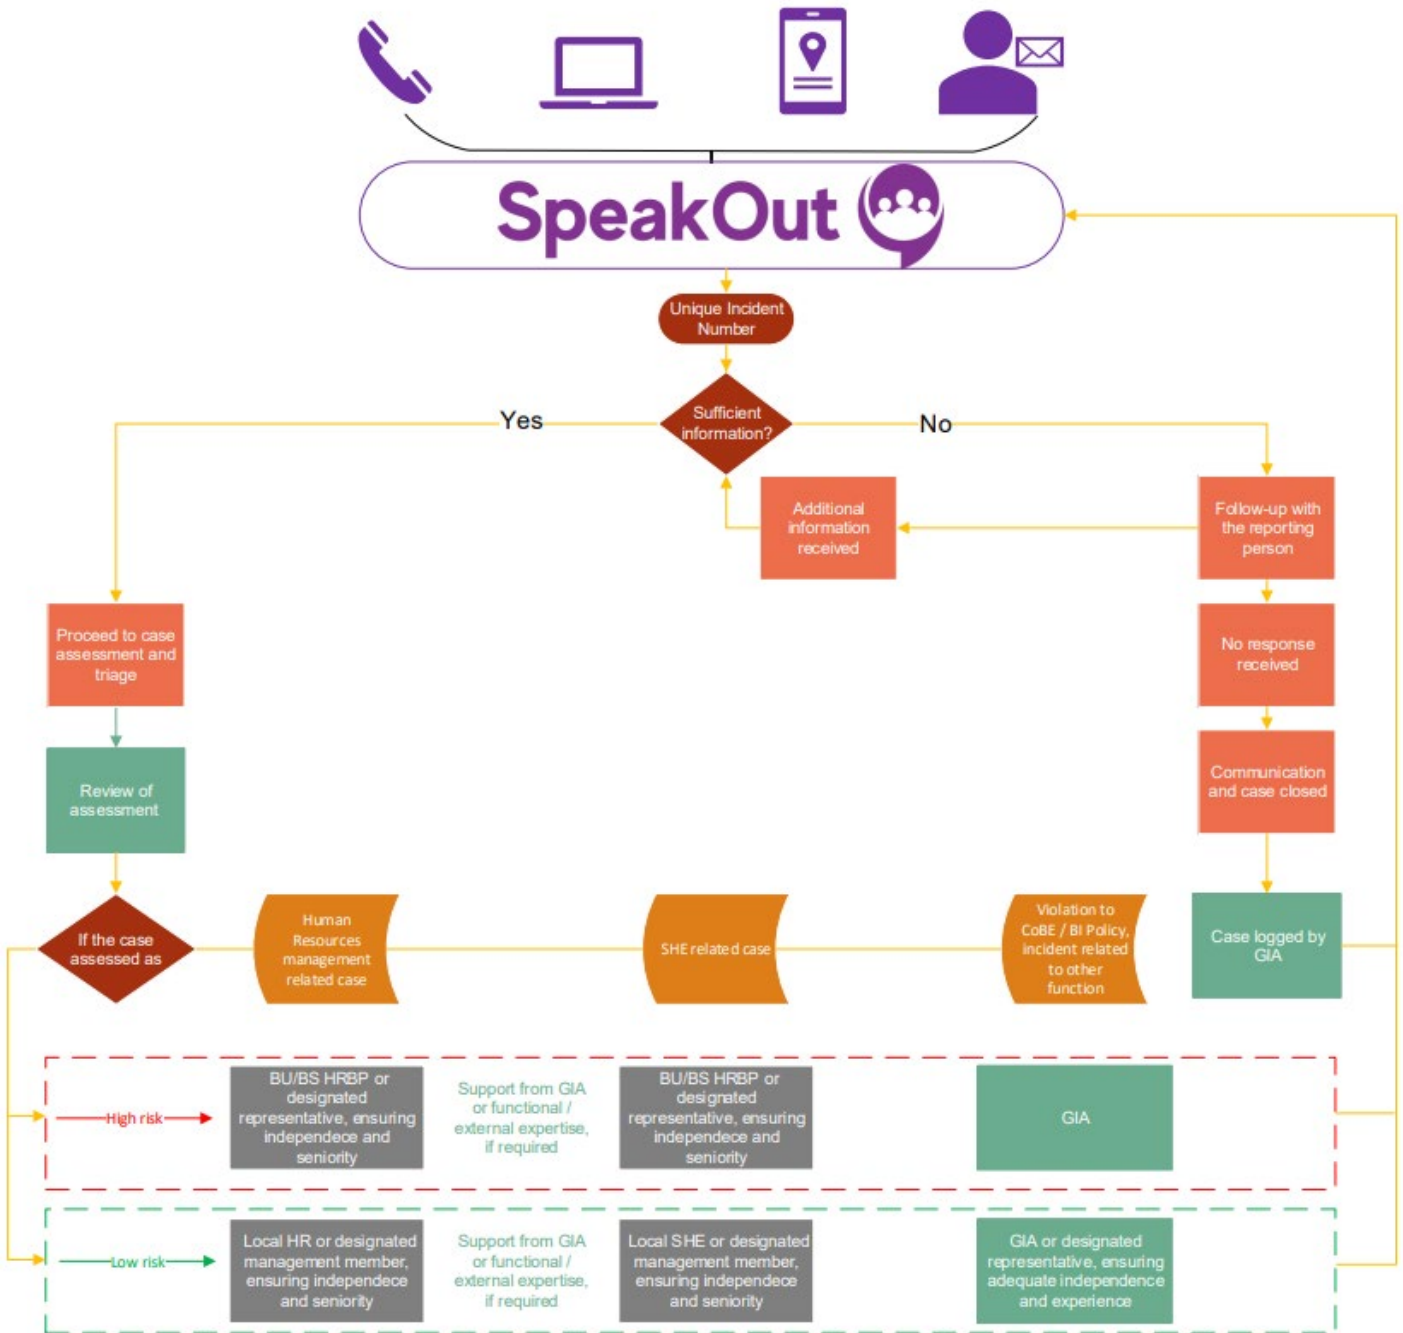 SpeakOut
Unique Incident
Number
Sufficient
information?
Yes
No
Additional
information
received
Follow-up with
the reporting
person
Proceed to case
assessment and
triage
No response
received
Review of
assessment
Communication
and case closed
If the case
assessed as
Human
Resources
management
related case
SHE related case
Violation to
CoBE / BI Policy,
incident related
to other
function
Case logged by
GIA
High risk
BU/BS HRBP or
designated
representative, ensuring
independece and
seniority
Support from GIA
or functional /
external expertise,
if required
BU/BS HRBP or
designated
representative, ensuring
independece and
seniority
GIA
Low risk
Local HR or designated
management member,
ensuring independece
and seniority
Support from GIA
or functional /
external expertise,
if required
Local SHE or designated
management member,
ensuring independece
and seniority
GIA or designated
representative, ensuring
adequate independence
and experience